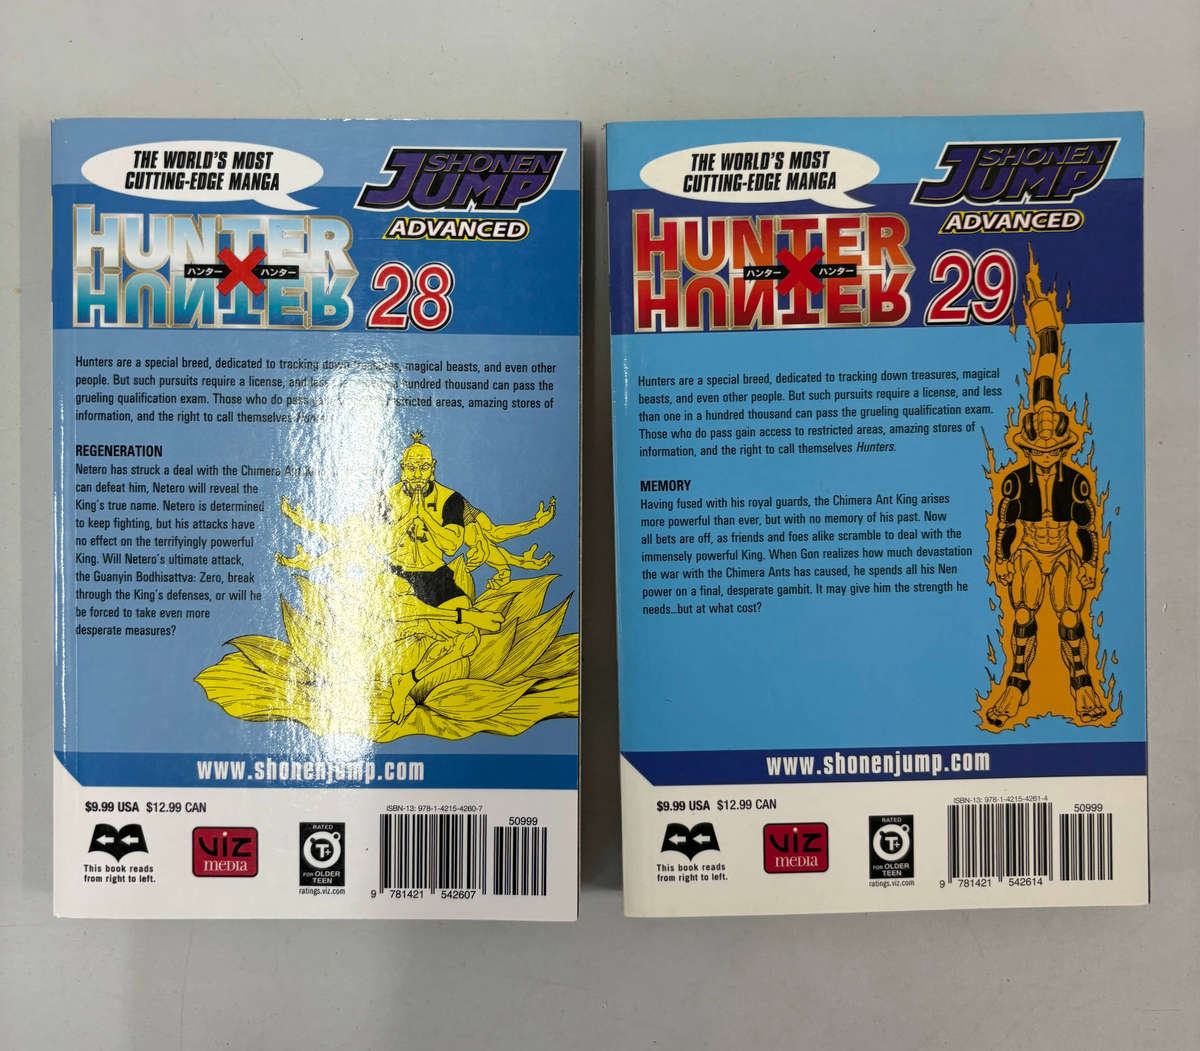 THE WORLD'S MOST
CUTTING-EDGE MANGA
SHONEN
JUMP
ADVANCED
HUNTER
ハンター X ハンター
HUNTER
28
Hunters are a special breed, dedicated to tracking down treasures, magical beasts, and even other
people. But such pursuits require a license, and less hundred thousand can pass the
grueling qualification exam. Those who do pass gain restricted areas, amazing stores of
information, and the right to call themselves Hunters
REGENERATION
Netero has struck a deal with the Chimera Ant
can defeat him, Netero will reveal the
King's true name. Netero is determined
to keep fighting, but his attacks have
no effect on the terrifyingly powerful
King. Will Netero's ultimate attack,
the Guanyin Bodhisattva: Zero, break
through the King's defenses, or will he
be forced to take even more
desperate measures?
www.shonenjump.com
$9.99 USA $12.99 CAN
This book reads
from right to left.
VIZ
MEDIA
RATED
T+
FOR OLDER
TEEN
ratings.viz.com
ISBN-13: 978-1-4215-4260-7
50999
9 781421 542607
THE WORLD'S MOST
CUTTING-EDGE MANGA
SHONEN
JUMP
ADVANCED
HUNTER
ハンター X ハンター
HUNTER
29
Hunters are a special breed, dedicated to tracking down treasures, magical
beasts, and even other people. But such pursuits require a license, and less
than one in a hundred thousand can pass the grueling qualification exam.
Those who do pass gain access to restricted areas, amazing stores of
information, and the right to call themselves Hunters.
MEMORY
Having fused with his royal guards, the Chimera Ant King arises
more powerful than ever, but with no memory of his past. Now
all bets are off, as friends and foes alike scramble to deal with the
immensely powerful King. When Gon realizes how much devastation
the war with the Chimera Ants has caused, he spends all his Nen
power on a final, desperate gambit. It may give him the strength he
needs...but at what cost?
www.shonenjump.com
$9.99 USA $12.99 CAN
This book reads
from right to left.
VIZ
MEDIA
RATED
T+
FOR OLDER
TEEN
ratings.viz.com
ISBN-13: 978-1-4215-4261-4
50999
9 781421 542614